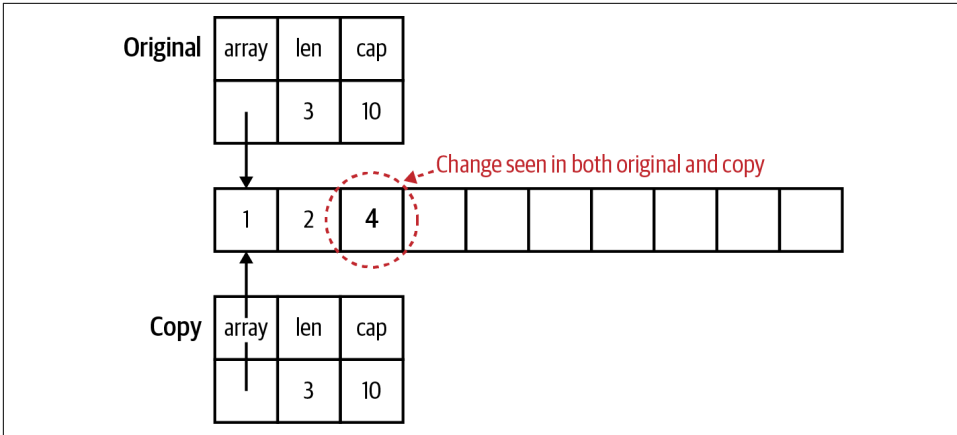 Original array len cap
3 10
Change seen in both original and copy
1 2 4
Copy array len cap
3 10